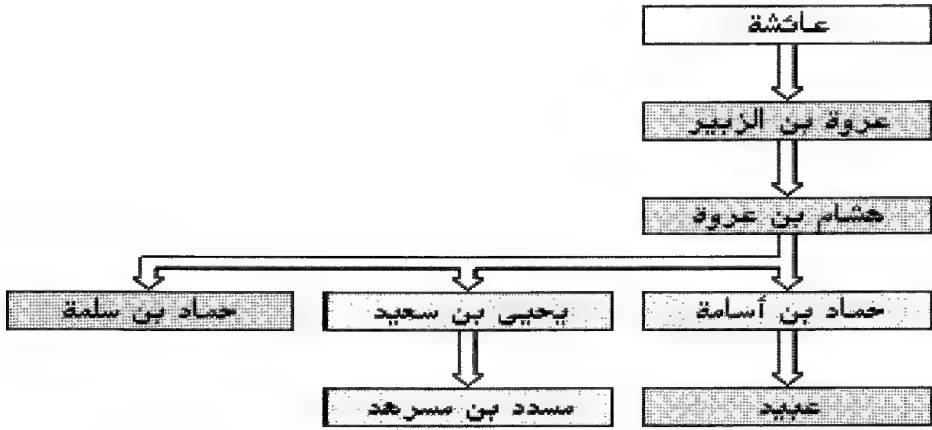 عائشة
عروة بن الزبير
هشام بن عروة
حماد بن أسامة
يحيى بن سعيد
حماد بن سلمة
عبيد
مسدد بن مسرهد